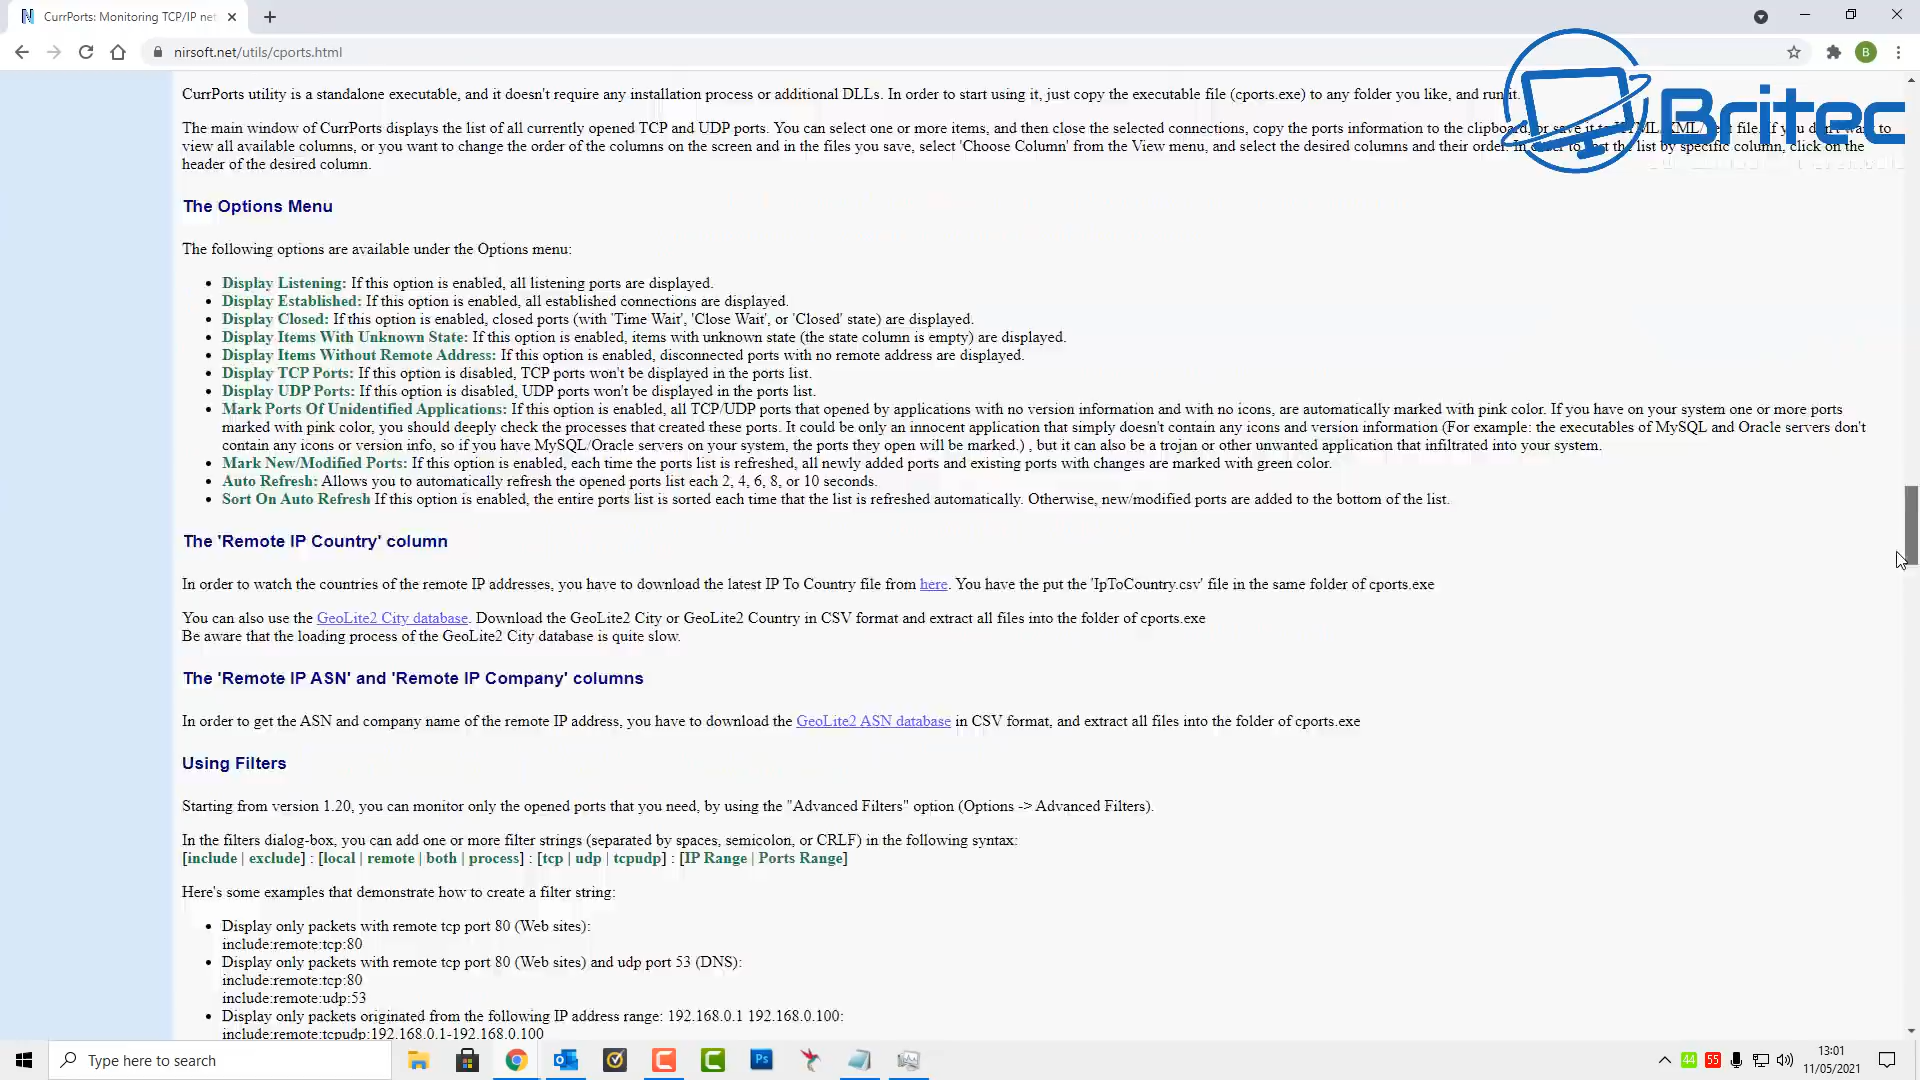 CurrPorts: Monitoring TCP/IP net
nirsoft.net/utils/cports.html
B
Britec
CurrPorts utility is a standalone executable, and it doesn't require any installation process or additional DLLs. In order to start using it, just copy the executable file (cports.exe) to any folder you like, and run it.
The main window of CurrPorts displays the list of all currently opened TCP and UDP ports. You can select one or more items, and then close the selected connections, copy the ports information to the clipboard, or save it to HTML/XML/Text file. If you don't want to
view all available columns, or you want to change the order of the columns on the screen and in the files you save, select 'Choose Column' from the View menu, and select the desired columns and their order. In order to sort the list by specific column, click on the
header of the desired column.
The Options Menu
The following options are available under the Options menu:
• Display Listening: If this option is enabled, all listening ports are displayed.
• Display Established: If this option is enabled, all established connections are displayed.
• Display Closed: If this option is enabled, closed ports (with 'Time Wait', 'Close Wait', or 'Closed' state) are displayed.
• Display Items With Unknown State: If this option is enabled, items with unknown state (the state column is empty) are displayed.
• Display Items Without Remote Address: If this option is enabled, disconnected ports with no remote address are displayed.
• Display TCP Ports: If this option is disabled, TCP ports won't be displayed in the ports list.
• Display UDP Ports: If this option is disabled, UDP ports won't be displayed in the ports list.
• Mark Ports Of Unidentified Applications: If this option is enabled, all TCP/UDP ports that opened by applications with no version information and with no icons, are automatically marked with pink color. If you have on your system one or more ports
marked with pink color, you should deeply check the processes that created these ports. It could be only an innocent application that simply doesn't contain any icons and version information (For example: the executables of MySQL and Oracle servers don't
contain any icons or version info, so if you have MySQL/Oracle servers on your system, the ports they open will be marked.) , but it can also be a trojan or other unwanted application that infiltrated into your system.
• Mark New/Modified Ports: If this option is enabled, each time the ports list is refreshed, all newly added ports and existing ports with changes are marked with green color.
• Auto Refresh: Allows you to automatically refresh the opened ports list each 2, 4, 6, 8, or 10 seconds.
• Sort On Auto Refresh If this option is enabled, the entire ports list is sorted each time that the list is refreshed automatically. Otherwise, new/modified ports are added to the bottom of the list.
The 'Remote IP Country' column
In order to watch the countries of the remote IP addresses, you have to download the latest IP To Country file from here. You have the put the 'IpToCountry.csv' file in the same folder of cports.exe
You can also use the GeoLite2 City database. Download the GeoLite2 City or GeoLite2 Country in CSV format and extract all files into the folder of cports.exe
Be aware that the loading process of the GeoLite2 City database is quite slow.
The 'Remote IP ASN' and 'Remote IP Company' columns
In order to get the ASN and company name of the remote IP address, you have to download the GeoLite2 ASN database in CSV format, and extract all files into the folder of cports.exe
Using Filters
Starting from version 1.20, you can monitor only the opened ports that you need, by using the "Advanced Filters" option (Options -> Advanced Filters).
In the filters dialog-box, you can add one or more filter strings (separated by spaces, semicolon, or CRLF) in the following syntax:
[include | exclude] : [local | remote | both | process] : [tcp | udp | tcpudp] : [IP Range | Ports Range]
Here's some examples that demonstrate how to create a filter string:
• Display only packets with remote tcp port 80 (Web sites):
include:remote:tcp:80
• Display only packets with remote tcp port 80 (Web sites) and udp port 53 (DNS):
include:remote:tcp:80
include:remote:udp:53
• Display only packets originated from the following IP address range: 192.168.0.1 192.168.0.100:
include:remote:tcpudp:192.168.0.1-192.168.0.100
Type here to search
Ps
44
55
13:01
11/05/2021